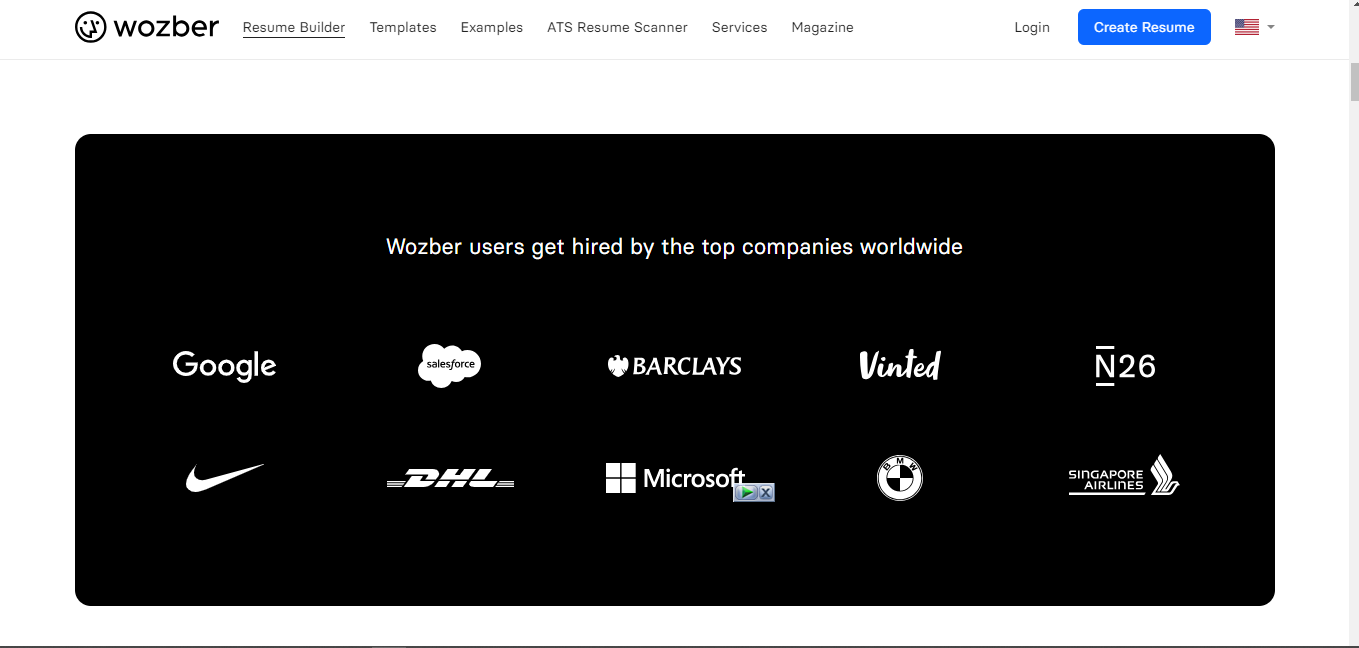 wozber Resume Builder Templates Examples ATS Resume Scanner Services Magazine Login Create Resume
Wozber users get hired by the top companies worldwide
Google salesforce BARCLAYS Vinted N26
DHL Microsoft BMW SINGAPORE
AIRLINES